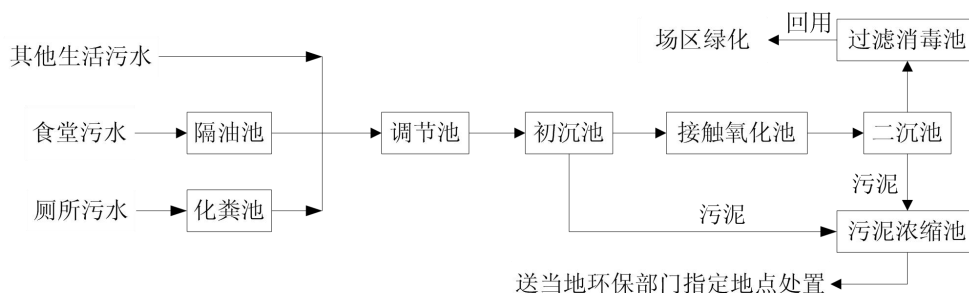 其他生活污水
食堂污水
厕所污水
隔油池
化粪池
调节池
初沉池
接触氧化池
二沉池
过滤消毒池
回用
场区绿化
污泥
污泥
污泥浓缩池
送当地环保部门指定地点处置